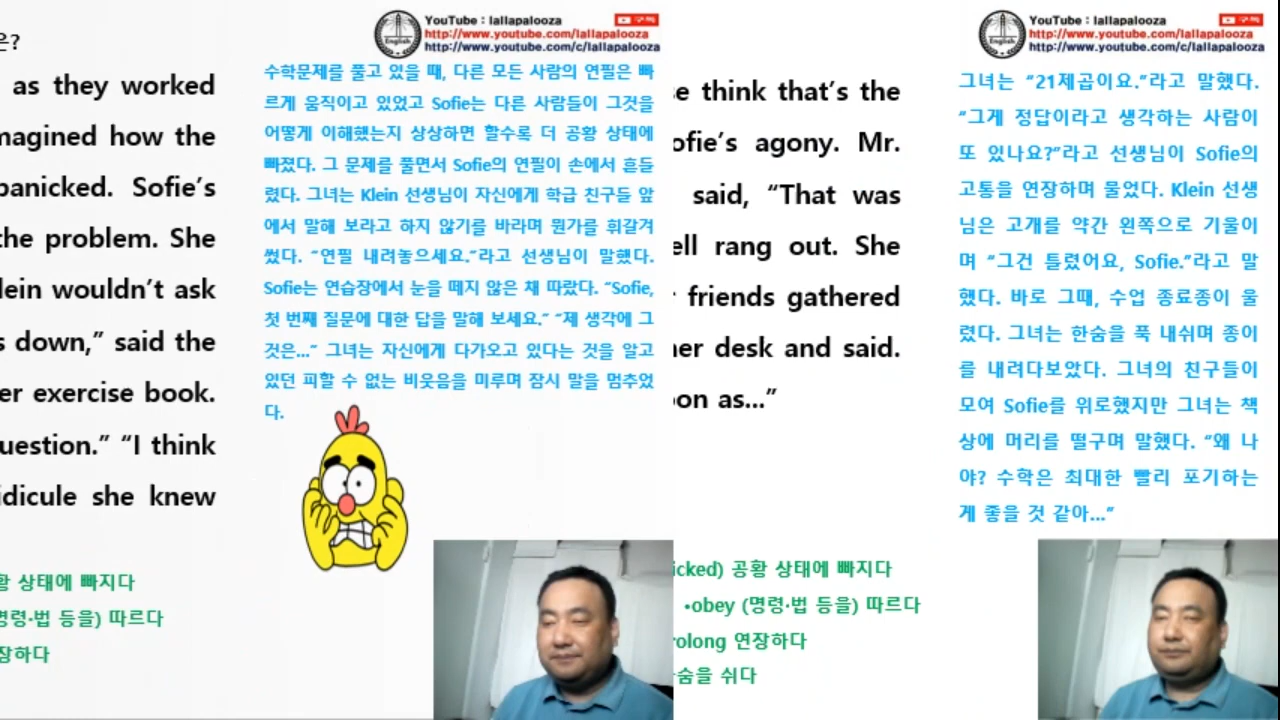 은?
as they worked
magined how the
panicked. Sofie’s
the problem. She
lein wouldn’t ask
s down,” said the
er exercise book.
uestion.” “I think
idicule she knew
황 상태에 빠지다
명령·법 등을) 따르다
장하다
English
YouTube : lallapalooza
구독
http://www.youtube.com/lallapalooza
http://www.youtube.com/c/lallapalooza
수학문제를 풀고 있을 때, 다른 모든 사람의 연필은 빠
르게 움직이고 있었고 Sofie는 다른 사람들이 그것을
어떻게 이해했는지 상상하면 할수록 더 공황 상태에
빠졌다. 그 문제를 풀면서 Sofie의 연필이 손에서 흔들
렸다. 그녀는 Klein 선생님이 자신에게 학급 친구들 앞
에서 말해 보라고 하지 않기를 바라며 뭔가를 휘갈겨
썼다. “연필 내려놓으세요.”라고 선생님이 말했다.
Sofie는 연습장에서 눈을 떼지 않은 채 따랐다. “Sofie,
첫 번째 질문에 대한 답을 말해 보세요.” “제 생각에 그
것은...” 그녀는 자신에게 다가오고 있다는 것을 알고
있던 피할 수 없는 비웃음을 미루며 잠시 말을 멈추었
다.
se think that’s the
ofie’s agony. Mr.
said, “That was
ell rang out. She
r friends gathered
her desk and said.
oon as...”
icked) 공황 상태에 빠지다
•obey (명령·법 등을) 따르다
rolong 연장하다
숨을 쉬다
English
YouTube : lallapalooza
구독
http://www.youtube.com/lallapalooza
http://www.youtube.com/c/lallapalooza
그녀는 “21제곱이요.”라고 말했다.
“그게 정답이라고 생각하는 사람이
또 있나요?”라고 선생님이 Sofie의
고통을 연장하며 물었다. Klein 선생
님은 고개를 약간 왼쪽으로 기울이
며 “그건 틀렸어요, Sofie.”라고 말
했다. 바로 그때, 수업 종료종이 울
렸다. 그녀는 한숨을 푹 내쉬며 종이
를 내려다보았다. 그녀의 친구들이
모여 Sofie를 위로했지만 그녀는 책
상에 머리를 떨구며 말했다. “왜 나
야? 수학은 최대한 빨리 포기하는
게 좋을 것 같아...”